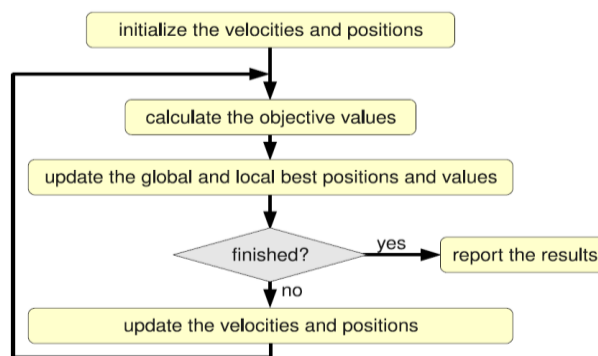 initialize the velocities and positions
calculate the objective values
update the global and local best positions and values
finished?
yes
report the results
no
update the velocities and positions